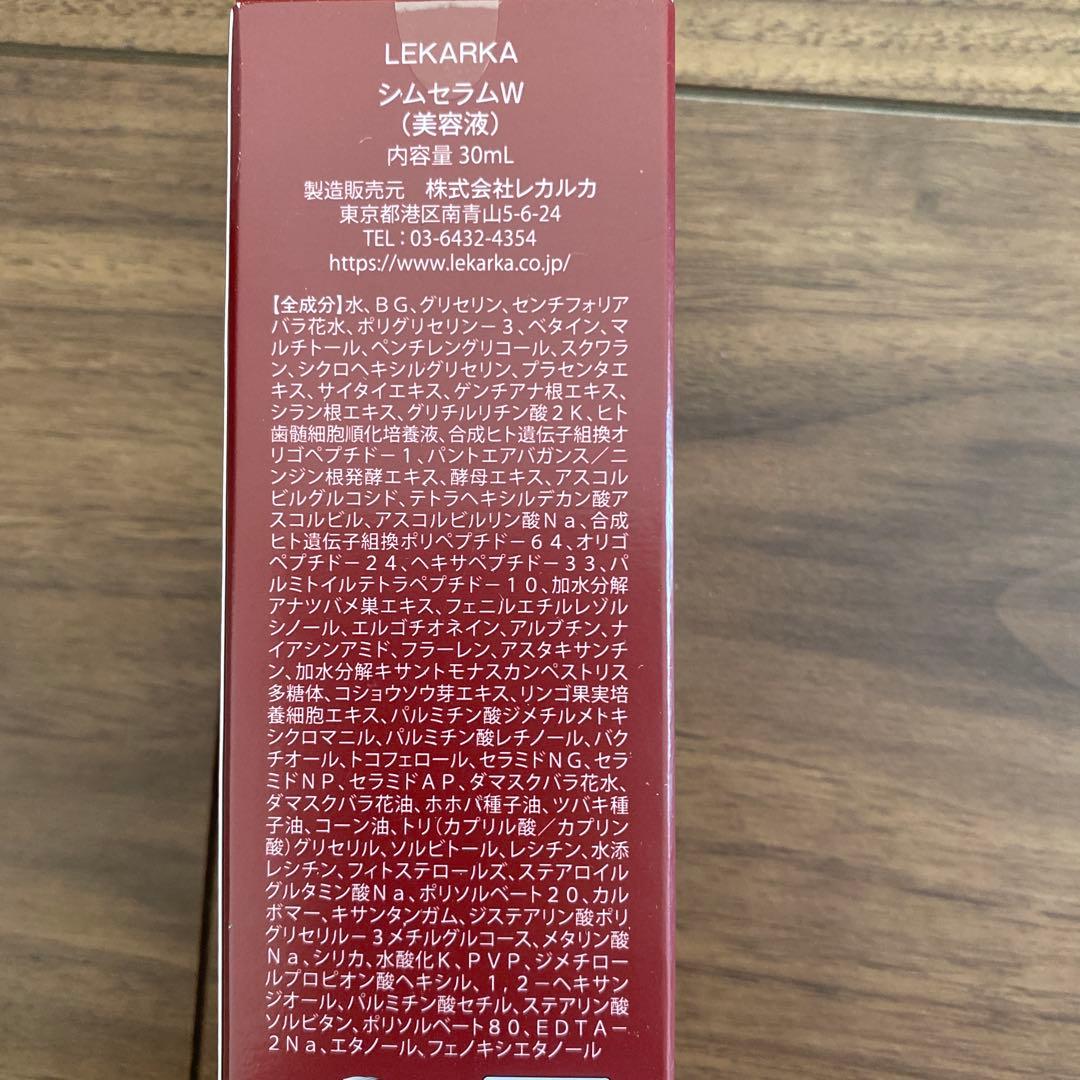 LEKARKA
シムセラムW
（美容液）
内容量 30mL
製造販売元　株式会社レカルカ
東京都港区南青山5-6-24
TEL：03-6432-4354
https://www.lekarka.co.jp/
【全成分】水、ＢＧ、グリセリン、センチフォリア
バラ花水、ポリグリセリン－３、ベタイン、マ
ルチトール、ペンチレングリコール、スクワラ
ン、シクロヘキシルグリセリン、プラセンタエ
キス、サイタイエキス、ゲンチアナ根エキス、
シラン根エキス、グリチルリチン酸２Ｋ、ヒト
歯髄細胞順化培養液、合成ヒト遺伝子組換オ
リゴペプチド－１、パントエアバガンス／ニ
ンジン根発酵エキス、酵母エキス、アスコル
ビルグルコシド、テトラヘキシルデカン酸ア
スコルビル、アスコルビルリン酸Ｎａ、合成
ヒト遺伝子組換ポリペプチド－６４、オリゴ
ペプチド－２４、ヘキサペプチド－３３、パ
ルミトイルテトラペプチド－１０、加水分解
アナツバメ巣エキス、フェニルエチルレゾル
シノール、エルゴチオネイン、アルブチン、ナ
イアシンアミド、フラーレン、アスタキサンチ
ン、加水分解キサントモナスカンペストリス
多糖体、コショウソウ芽エキス、リンゴ果実培
養細胞エキス、パルミチン酸ジメチルメトキ
シクロマニル、パルミチン酸レチノール、バク
チオール、トコフェロール、セラミドＮＧ、セラ
ミドＮＰ、セラミドＡＰ、ダマスクバラ花水、
ダマスクバラ花油、ホホバ種子油、ツバキ種
子油、コーン油、トリ（カプリル酸／カプリン
酸）グリセリル、ソルビトール、レシチン、水添
レシチン、フィトステロールズ、ステアロイル
グルタミン酸Ｎａ、ポリソルベート２０、カル
ボマー、キサンタンガム、ジステアリン酸ポリ
グリセリル－３メチルグルコース、メタリン酸
Ｎａ、シリカ、水酸化Ｋ、ＰＶＰ、ジメチロー
ルプロピオン酸ヘキシル、１，２－ヘキサン
ジオール、パルミチン酸セチル、ステアリン酸
ソルビタン、ポリソルベート８０、ＥＤＴＡ－
２Ｎａ、エタノール、フェノキシエタノール